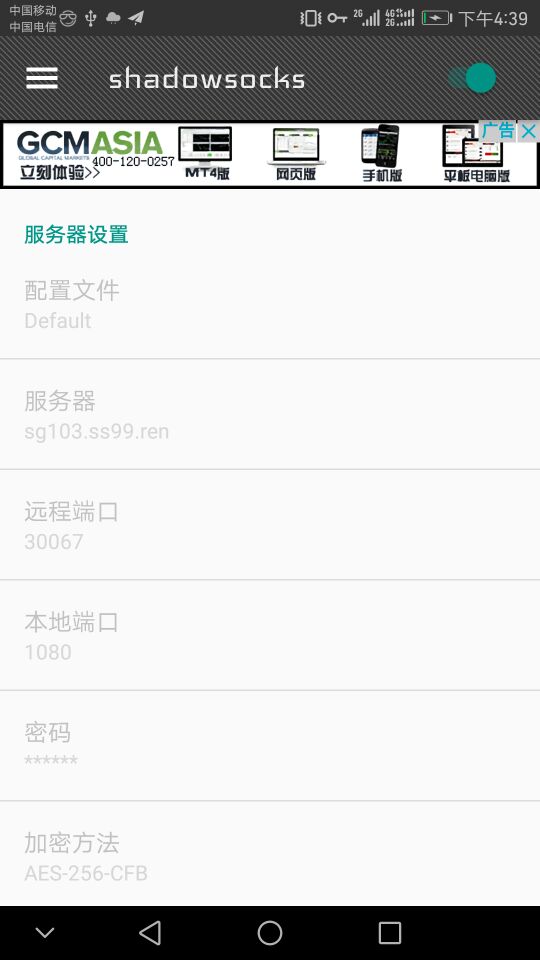 中国移动
中国电信
2G
4G
2G
下午4:39
shadowsocks
广告
GCMASIA
GLOBAL CAPITAL MARKETS
400-120-0257
立刻体验>>
MT4版
网页版
手机版
平板电脑版
服务器设置
配置文件
Default
服务器
sg103.ss99.ren
远程端口
30067
本地端口
1080
密码
******
加密方法
AES-256-CFB